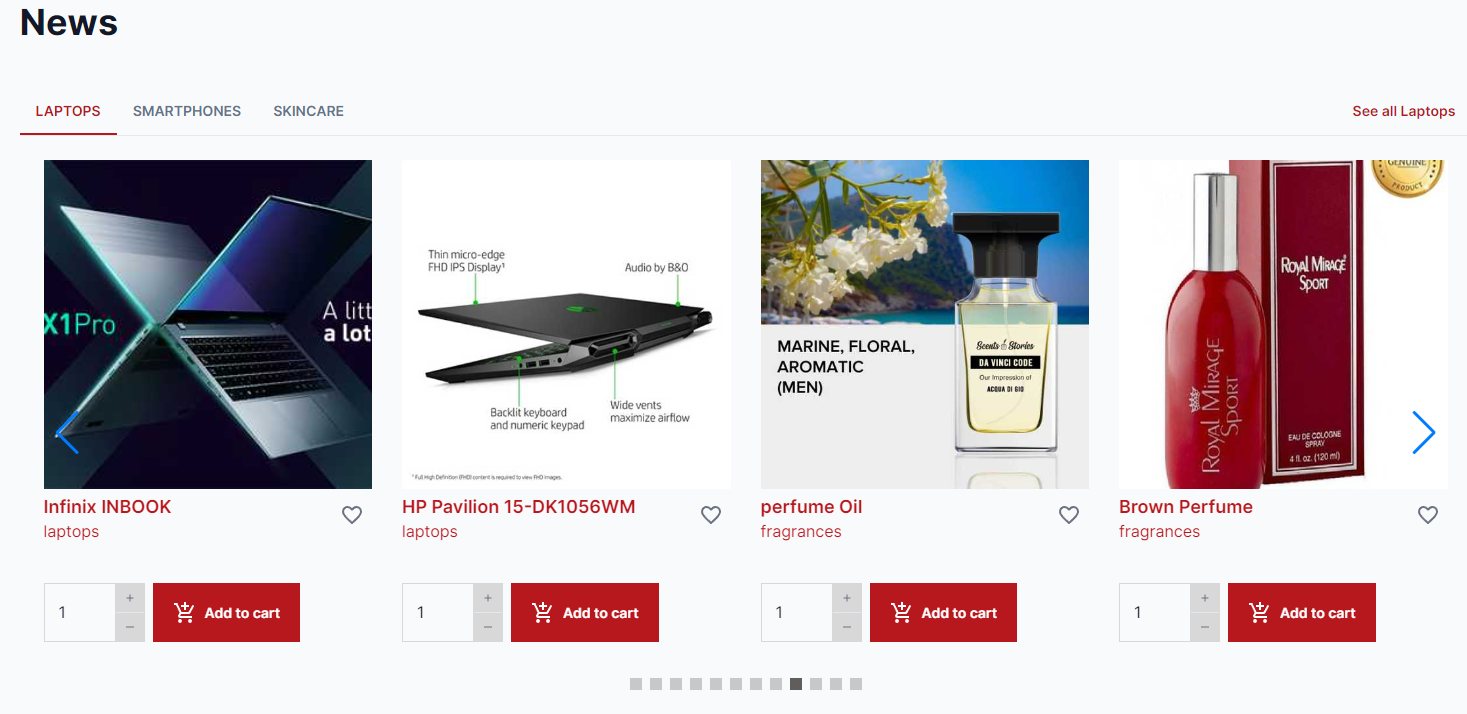 News
LAPTOPS SMARTPHONES SKINCARE See all Laptops
X1Pro
A litt
a lot
Thin micro-edge
FHD IPS Display¹
Audio by B&O
Backlit keyboard
and numeric keypad
Wide vents
maximize airflow
¹ Full High Definition (FHD) content is required to view FHD images.
MARINE, FLORAL,
AROMATIC
(MEN)
Scents & Stories
DA VINCI CODE
Our Impression of
ACQUA DI GIO
GENUINE
PRODUCT
ROYAL MIRAGE
SPORT
ROYAL MIRAGE
SPORT
EAU DE COLOGNE
SPRAY
4 fl. oz. (120 ml)
Infinix INBOOK
laptops
HP Pavilion 15-DK1056WM
laptops
perfume Oil
fragrances
Brown Perfume
fragrances
1 + − Add to cart
1 + − Add to cart
1 + − Add to cart
1 + − Add to cart